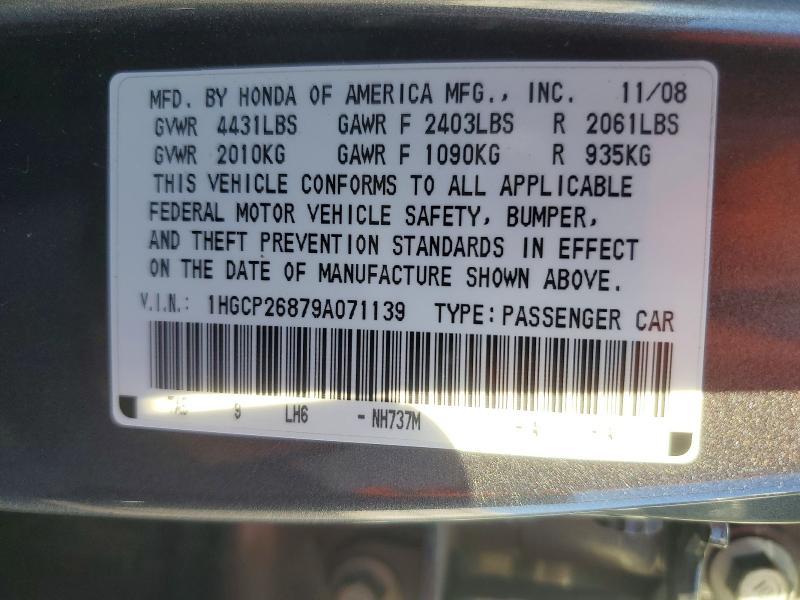 MFD. BY HONDA OF AMERICA MFG., INC. 11/08
GVWR 4431LBS GAWR F 2403LBS R 2061LBS
GVWR 2010KG GAWR F 1090KG R 935KG
THIS VEHICLE CONFORMS TO ALL APPLICABLE
FEDERAL MOTOR VEHICLE SAFETY, BUMPER,
AND THEFT PREVENTION STANDARDS IN EFFECT
ON THE DATE OF MANUFACTURE SHOWN ABOVE.
V.I.N.: 1HGCP26879A071139 TYPE: PASSENGER CAR
9 LH6 - NH737M